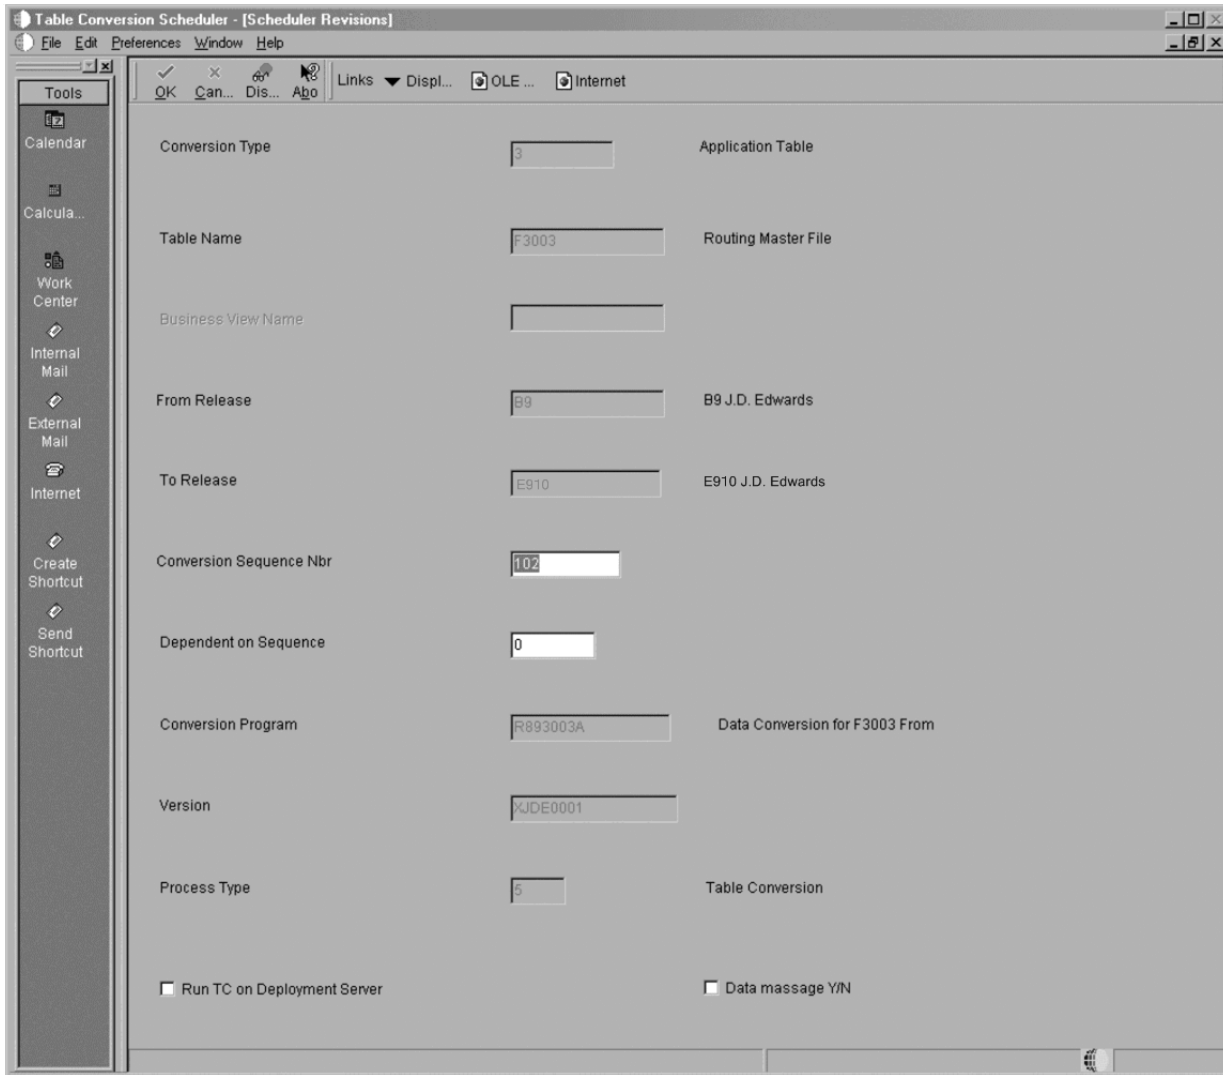 Table Conversion Scheduler - [Scheduler Revisions]
File Edit Preferences Window Help
Tools
OK Can... Dis... Abo Links Displ... OLE ... Internet
Calendar
Calcula...
Work
Center
Internal
Mail
External
Mail
Internet
Create
Shortcut
Send
Shortcut
Conversion Type 3 Application Table
Table Name F3003 Routing Master File
Business View Name
From Release B9 B9 J.D. Edwards
To Release E910 E910 J.D. Edwards
Conversion Sequence Nbr 102
Dependent on Sequence 0
Conversion Program R893003A Data Conversion for F3003 From
Version XJDE0001
Process Type 5 Table Conversion
Run TC on Deployment Server Data massage Y/N